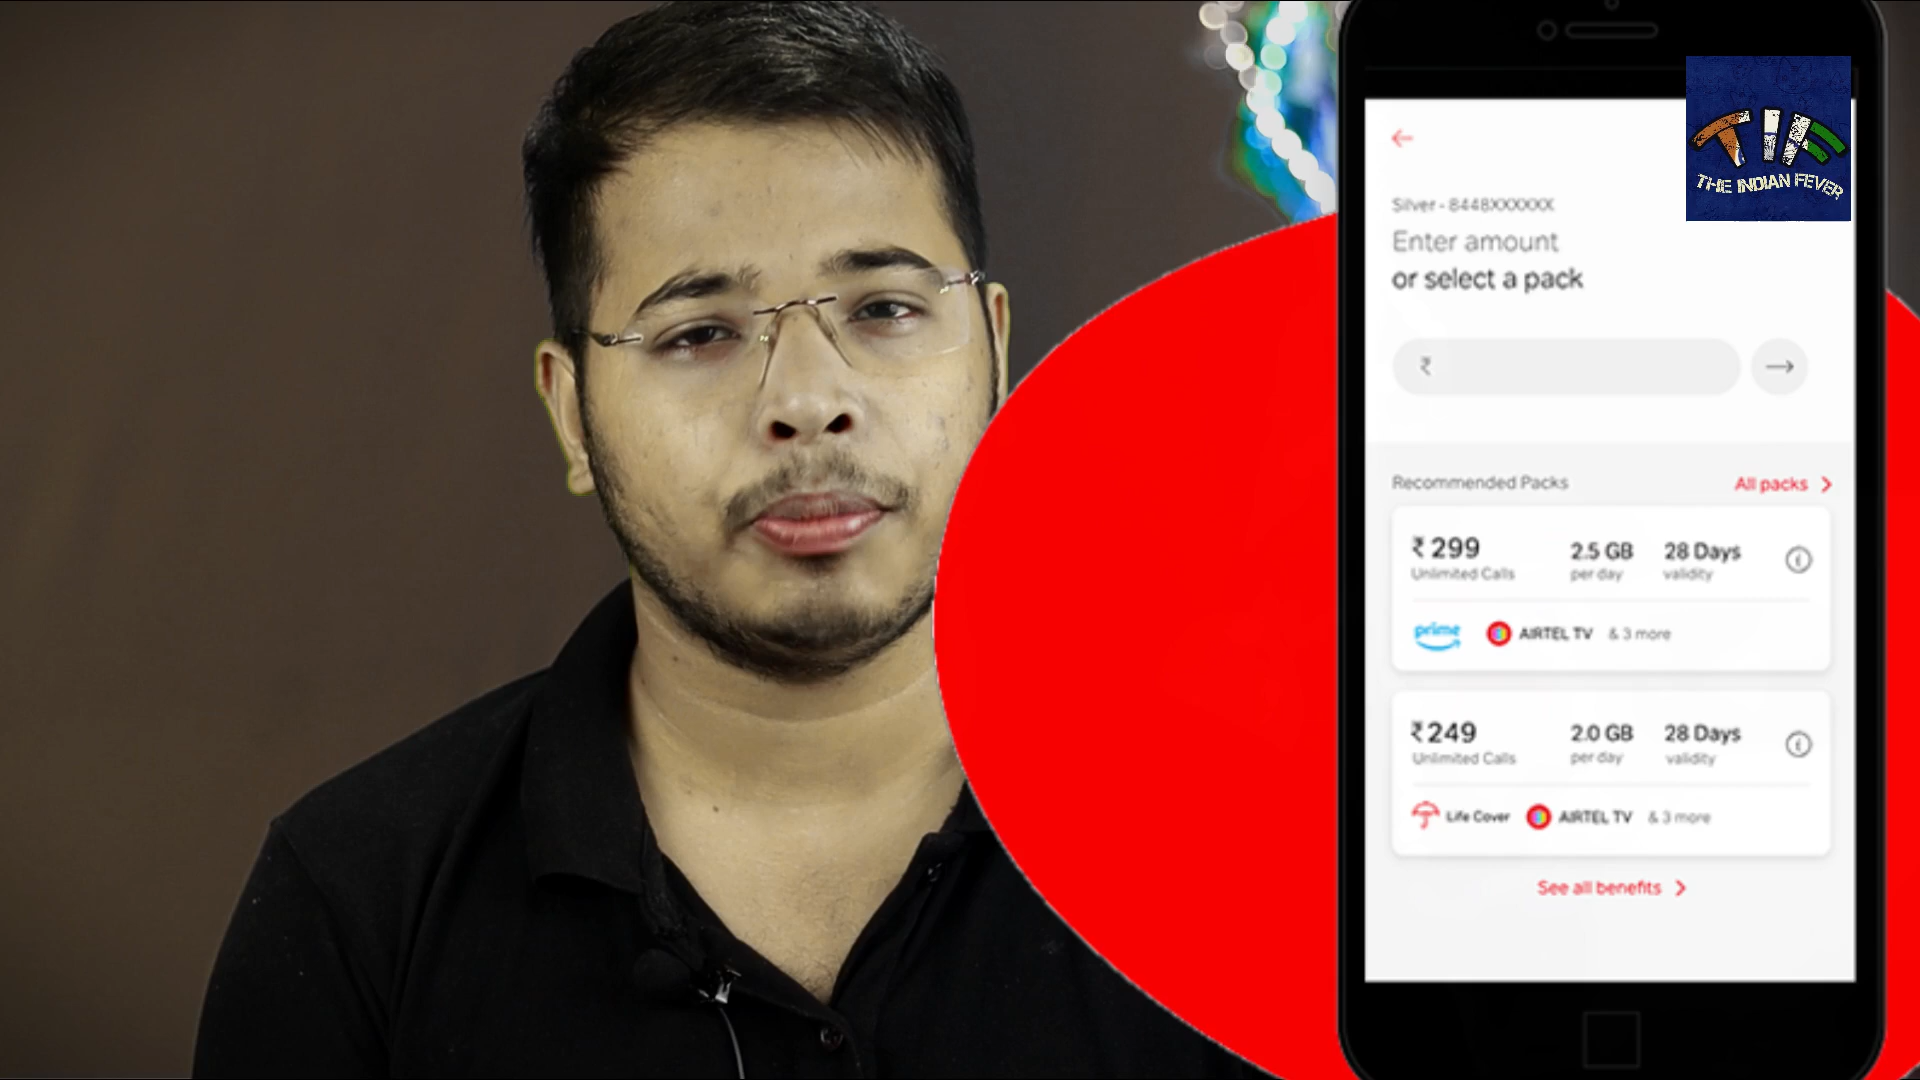 TIF
THE INDIAN FEVER
Silver - 8448XXXXXX
Enter amount
or select a pack
₹
Recommended Packs
All packs
₹ 299
2.5 GB
28 Days
Unlimited Calls
per day
validity
prime
AIRTEL TV
& 3 more
₹ 249
2.0 GB
28 Days
Unlimited Calls
per day
validity
Life Cover
AIRTEL TV
& 3 more
See all benefits